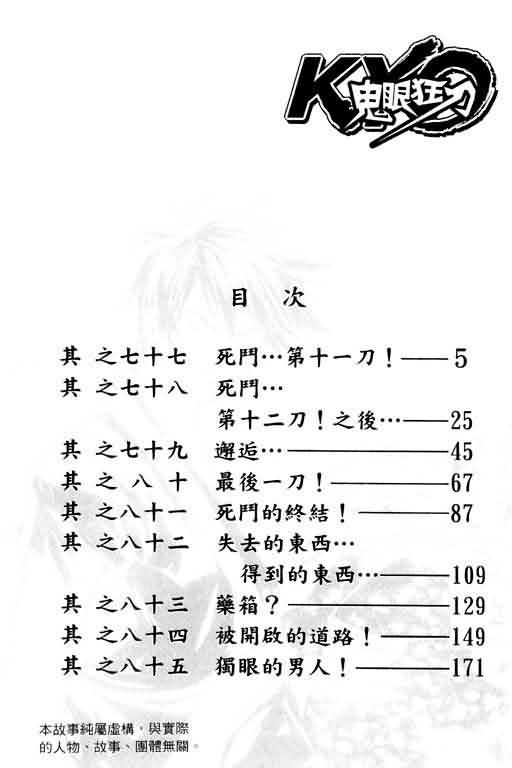 KYO
鬼眼狂刀
目 次
其 之七十七 死鬥…第十一刀!——5
其 之七十八 死鬥…
第十二刀!之後…——25
其 之七十九 邂逅…————45
其 之 八 十 最後一刀!———67
其 之八十一 死鬥的終結!——87
其 之八十二 失去的東西…
得到的東西…——109
其 之八十三 藥箱?————129
其 之八十四 被開啟的道路!——149
其 之八十五 獨眼的男人!——171
本故事純屬虛構,與實際
的人物、故事、團體無關。